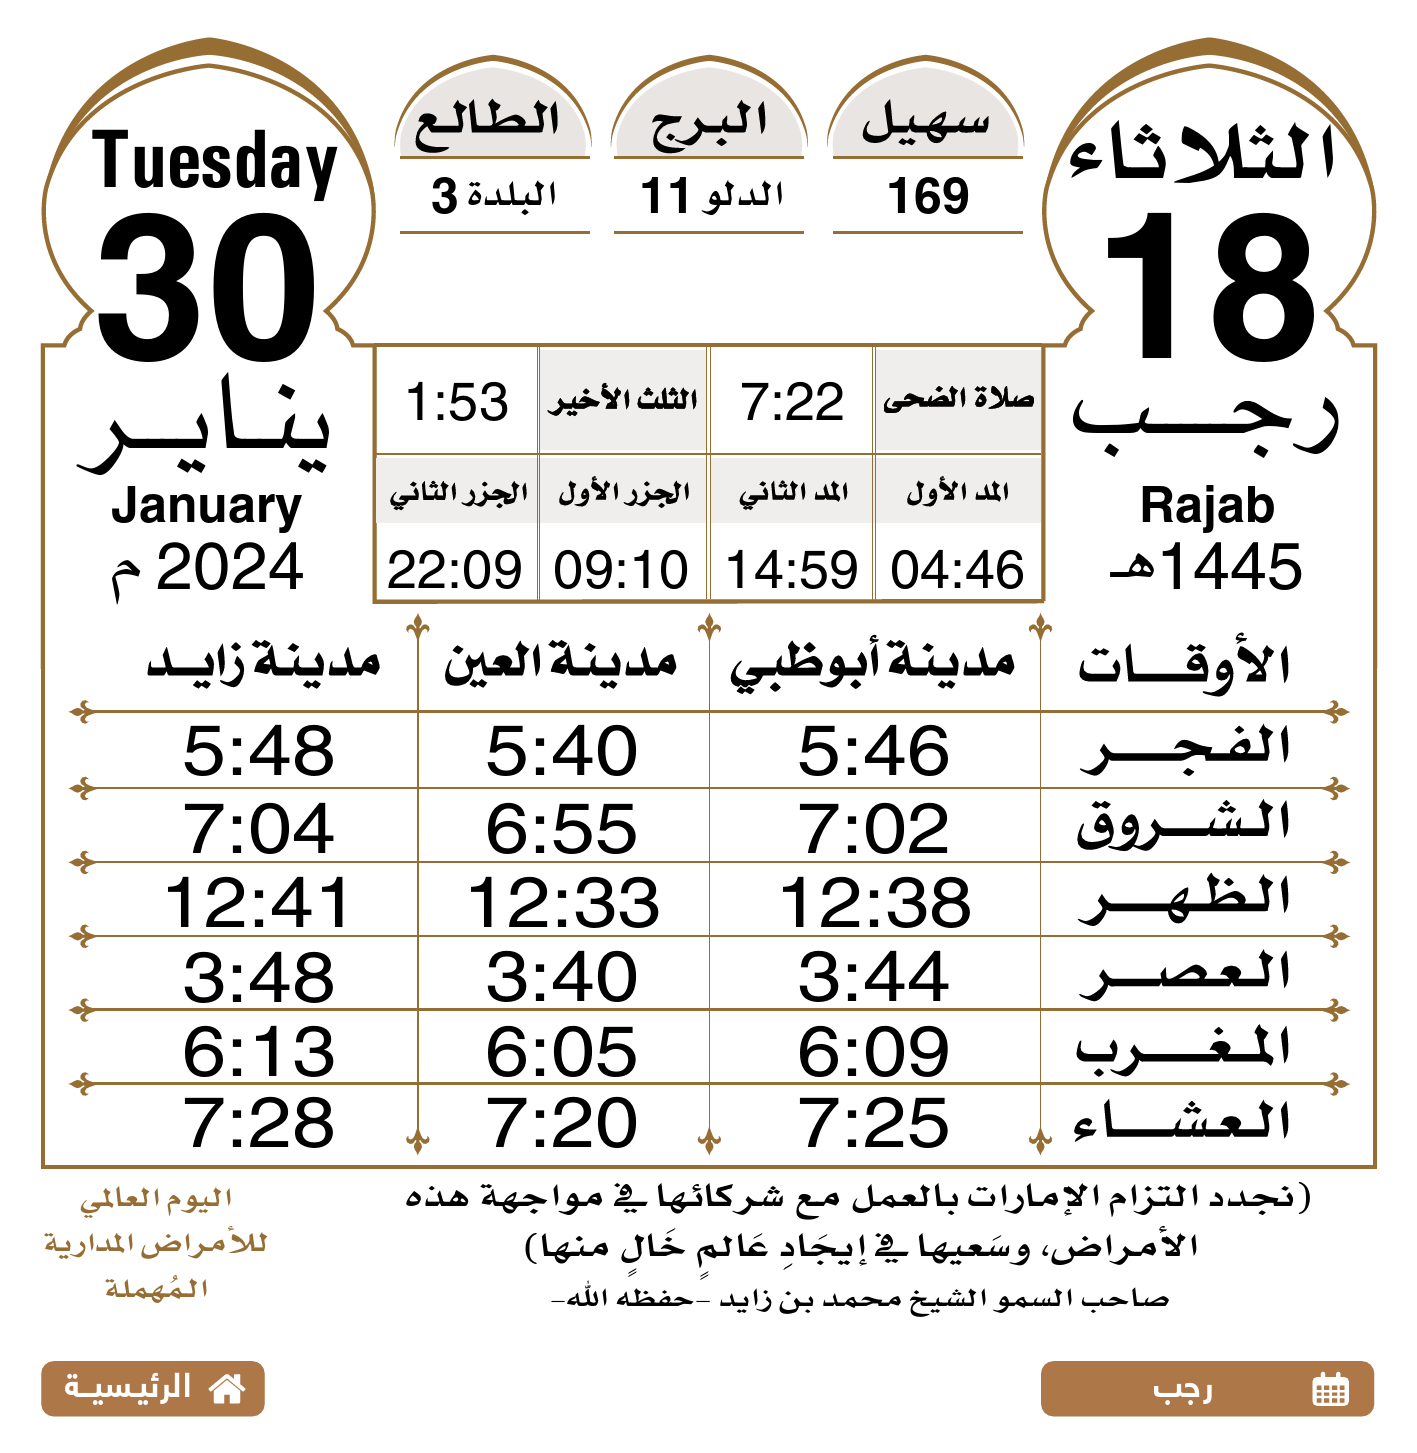 الثلاثاء
18
رجب
Rajab
1445هـ
سهيل
169
البرج
الدلو 11
الطالع
البلدة 3
Tuesday
30
يناير
January
2024 م
صلاة الضحى 7:22 الثلث الأخير 1:53
المد الأول المد الثاني الجزر الأول الجزر الثاني
04:46 14:59 09:10 22:09
الأوقات مدينة أبوظبي مدينة العين مدينة زايد
الفجر 5:46 5:40 5:48
الشروق 7:02 6:55 7:04
الظهر 12:38 12:33 12:41
العصر 3:44 3:40 3:48
المغرب 6:09 6:05 6:13
العشاء 7:25 7:20 7:28
(نجدد التزام الإمارات بالعمل مع شركائها في مواجهة هذه
الأمراض، وسَعيها في إيجَادِ عَالمٍ خَالٍ منها)
صاحب السمو الشيخ محمد بن زايد -حفظه الله-
اليوم العالمي
للأمراض المدارية
المُهملة
رجب
الرئيسية